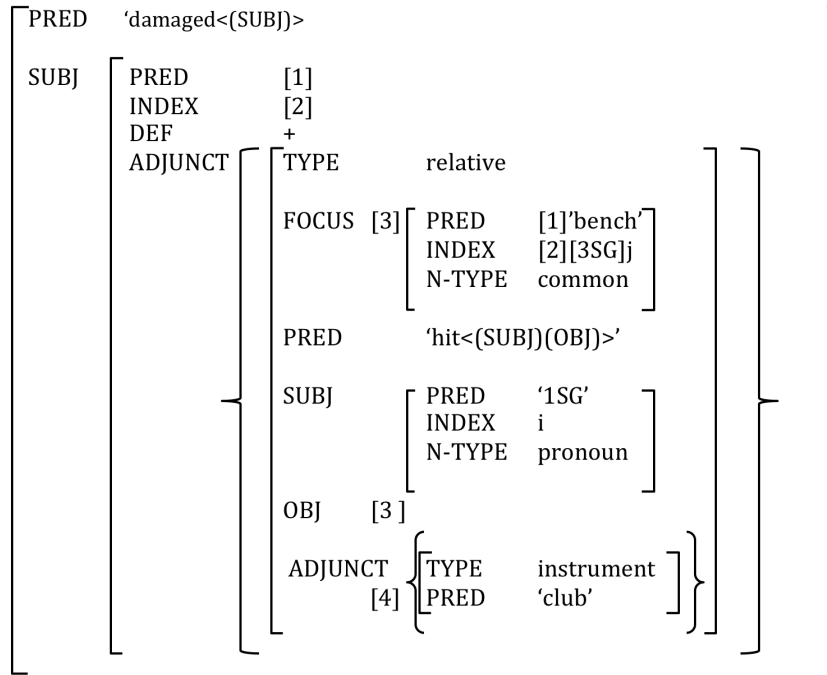 PRED ‘damaged<(SUBJ)>
SUBJ PRED [1]
INDEX [2]
DEF +
ADJUNCT TYPE relative
FOCUS [3] PRED [1]’bench’
INDEX [2][3SG]j
N-TYPE common
PRED ‘hit<(SUBJ)(OBJ)>’
SUBJ PRED ‘1SG’
INDEX i
N-TYPE pronoun
OBJ [3 ]
ADJUNCT TYPE instrument
[4] PRED ‘club’